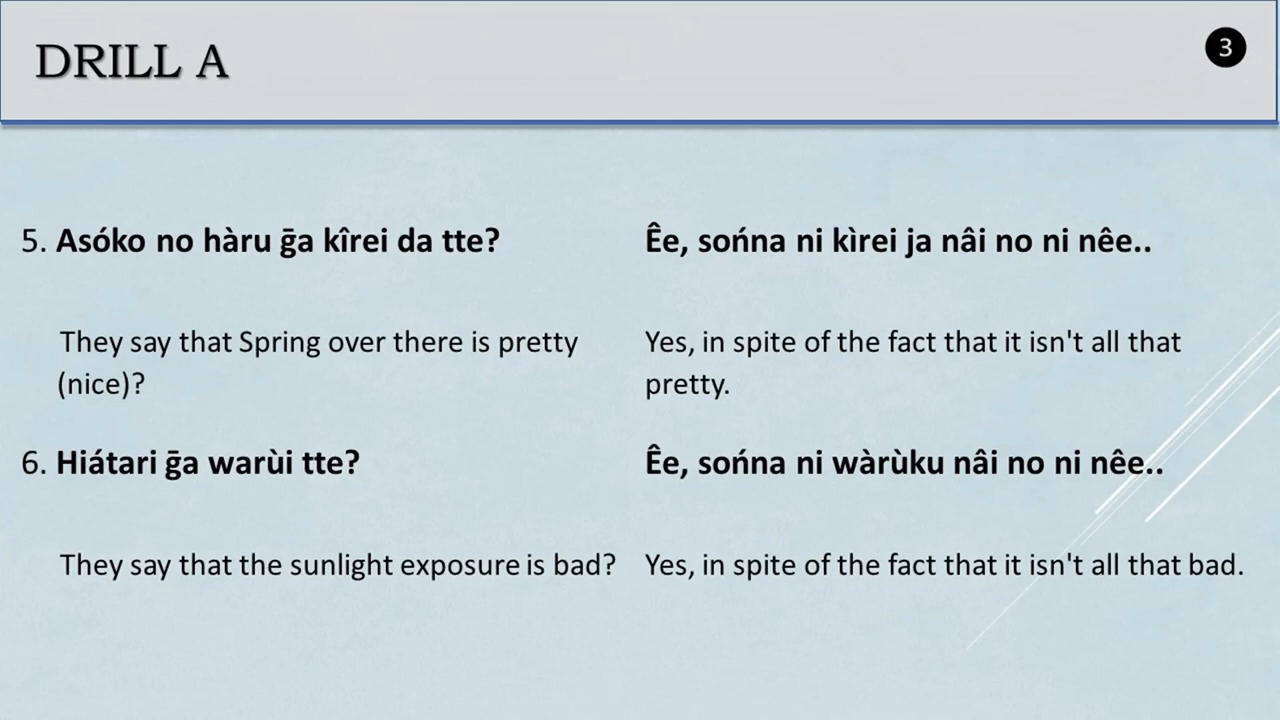 DRILL A
3
5. Asóko no hàru ḡa kîrei da tte?
Êe, sońna ni kìrei ja nâi no ni nêe..
They say that Spring over there is pretty
(nice)?
Yes, in spite of the fact that it isn't all that
pretty.
6. Hiátari ḡa warùi tte?
Êe, sońna ni wàrùku nâi no ni nêe..
They say that the sunlight exposure is bad?
Yes, in spite of the fact that it isn't all that bad.